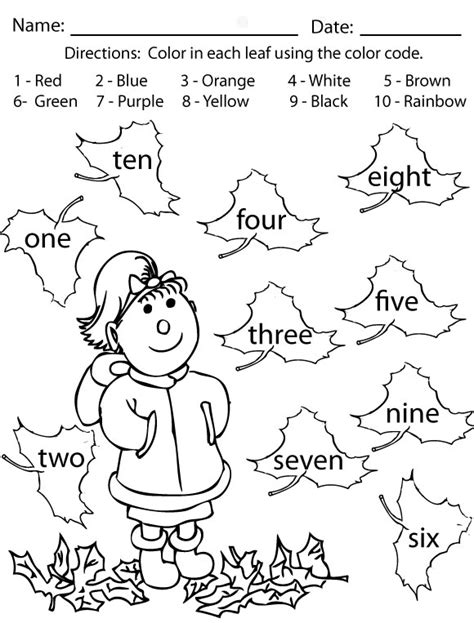 Name: ____________________ Date: ____________
Directions: Color in each leaf using the color code.
1 - Red 2 - Blue 3 - Orange 4 - White 5 - Brown
6- Green 7 - Purple 8 - Yellow 9 - Black 10 - Rainbow
ten
eight
four
one
five
three
nine
two
seven
six